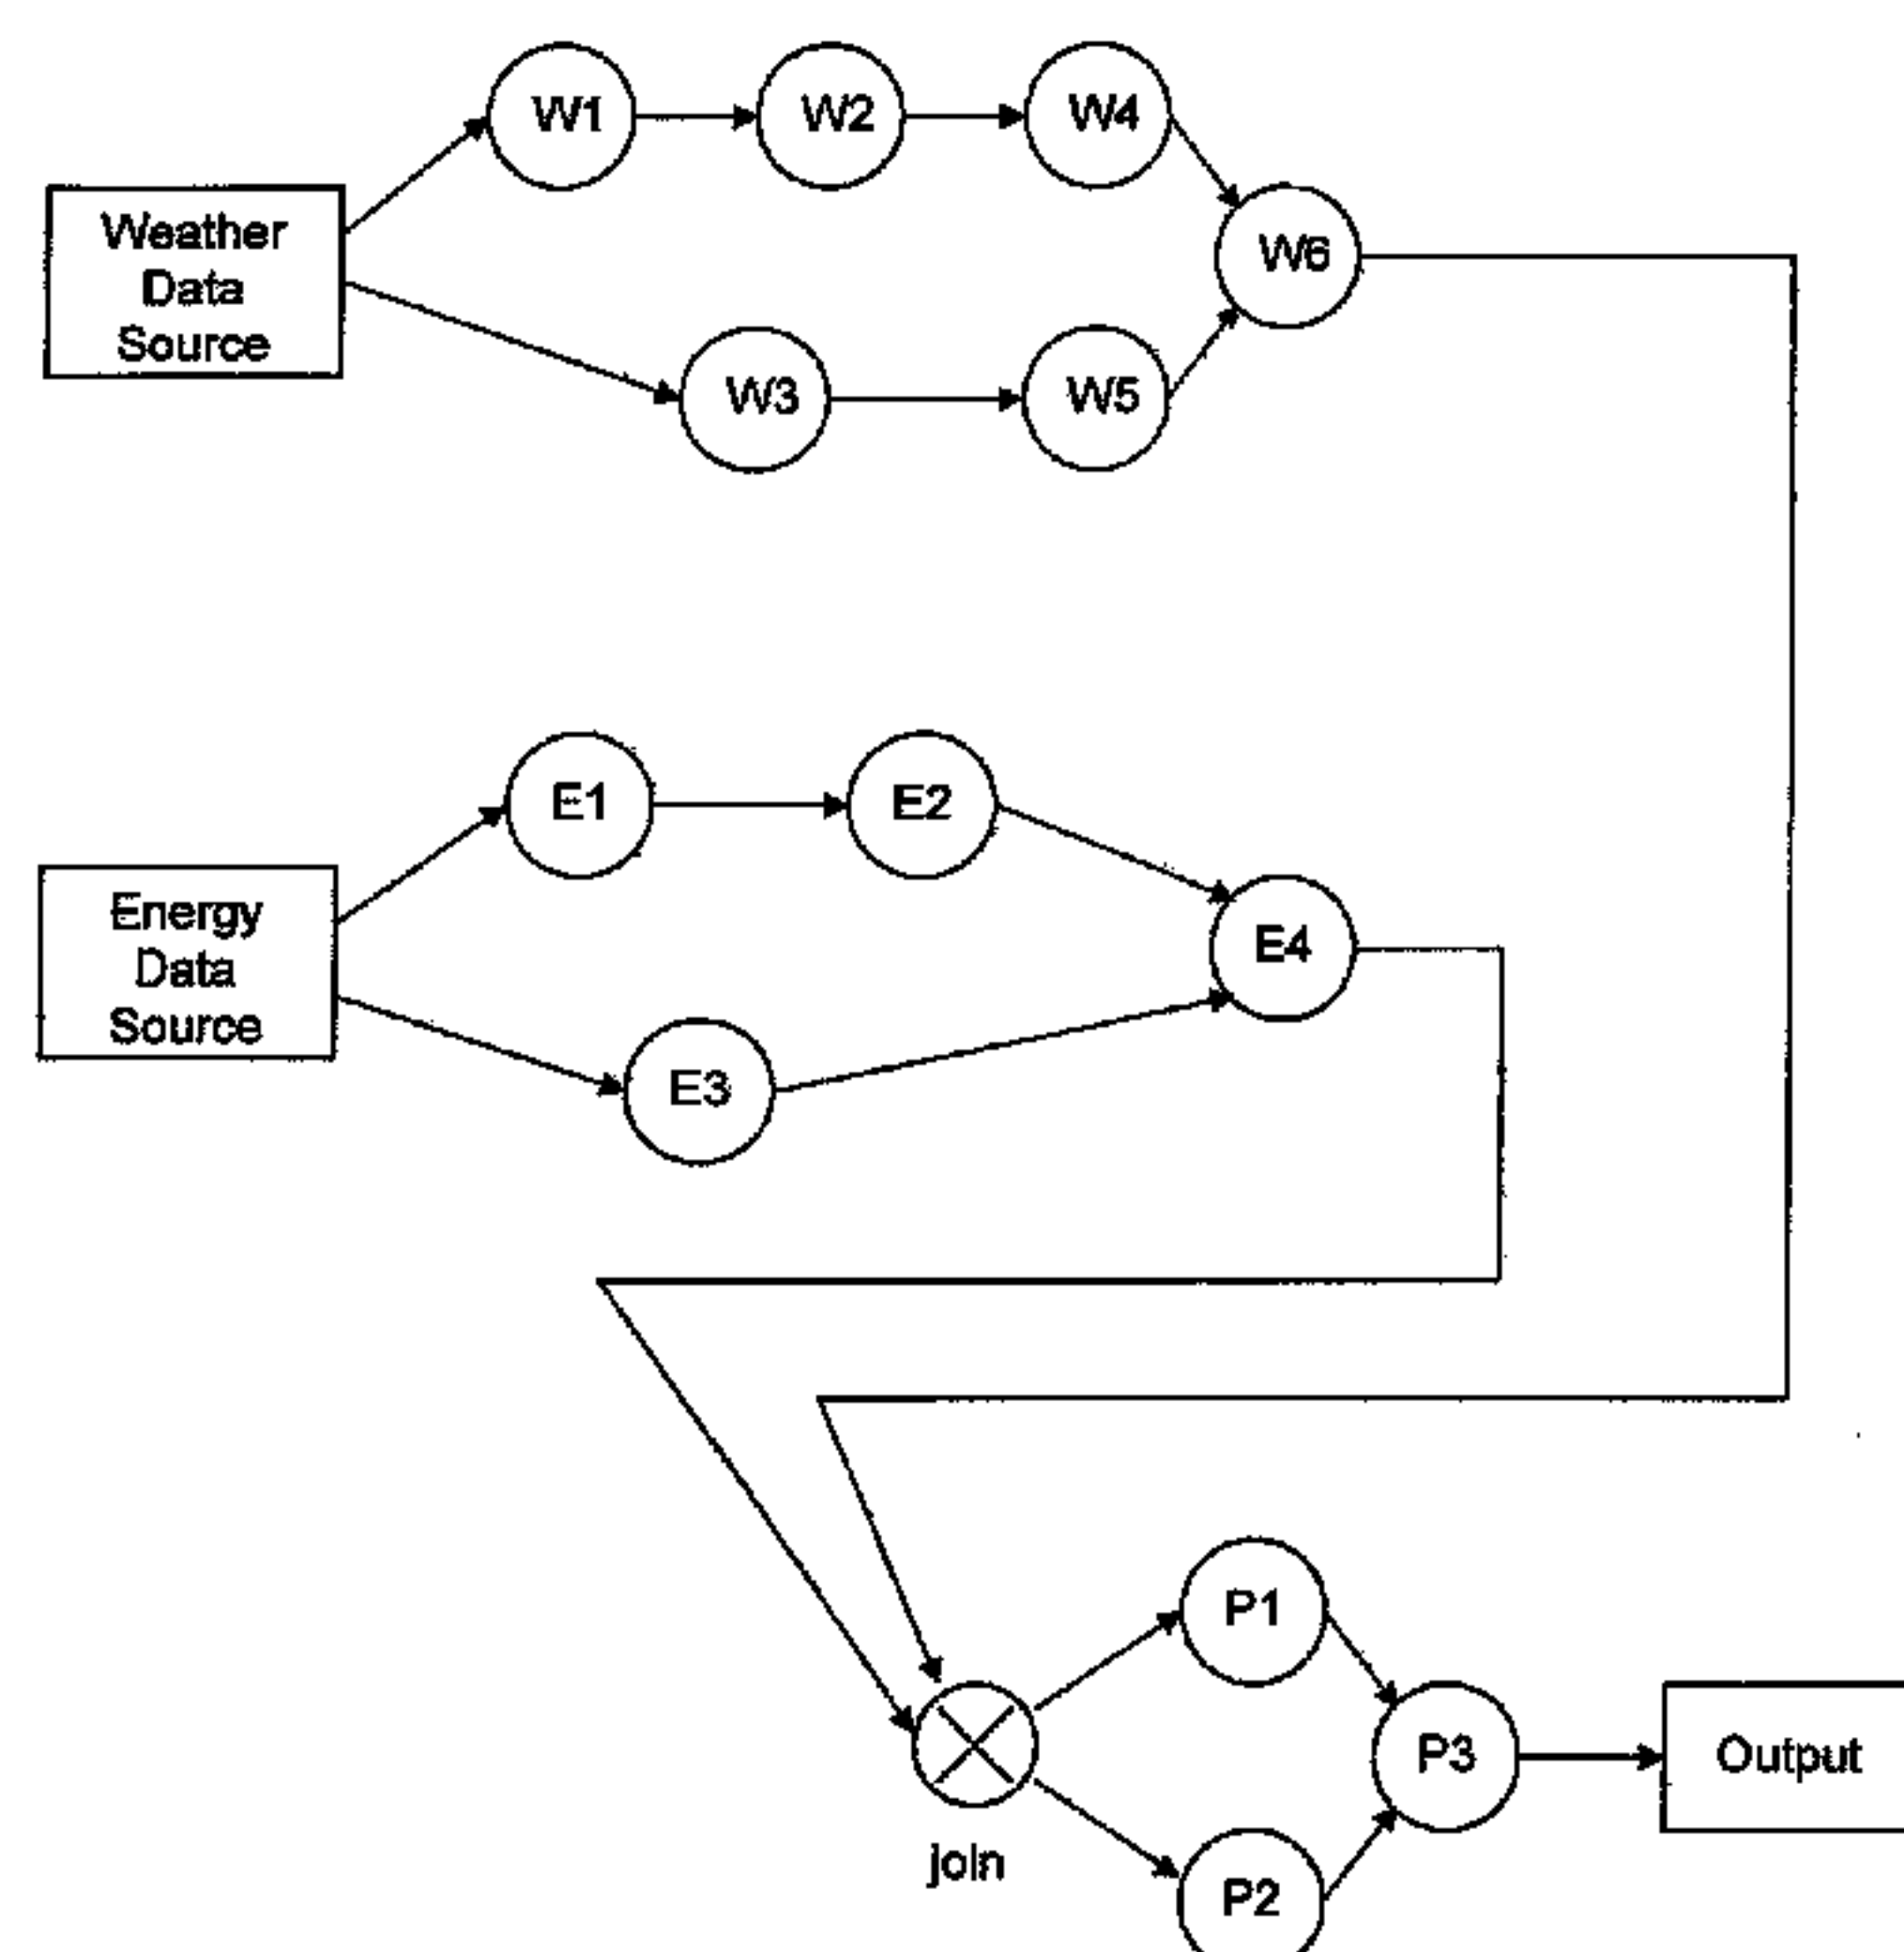 W1
W2
W4
Weather
Data
Source
W6
W3
W5
E1
E2
Energy
Data
Source
E4
E3
P1
P3
Output
join
P2